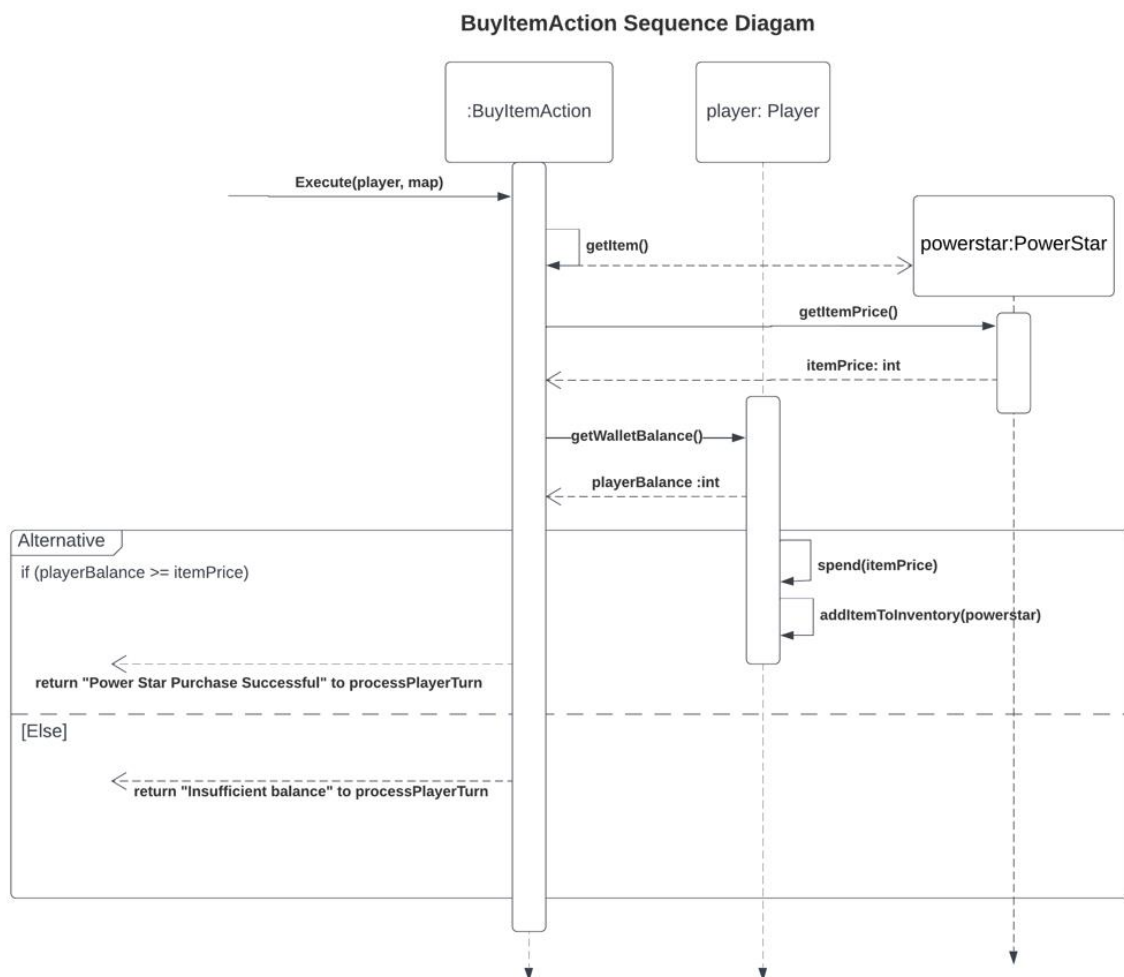 BuyItemAction Sequence Diagam
:BuyItemAction
player: Player
Execute(player, map)
powerstar:PowerStar
getItem()
getItemPrice()
itemPrice: int
getWalletBalance()
playerBalance :int
Alternative
if (playerBalance >= itemPrice)
spend(itemPrice)
addItemToInventory(powerstar)
return "Power Star Purchase Successful" to processPlayerTurn
[Else]
return "Insufficient balance" to processPlayerTurn